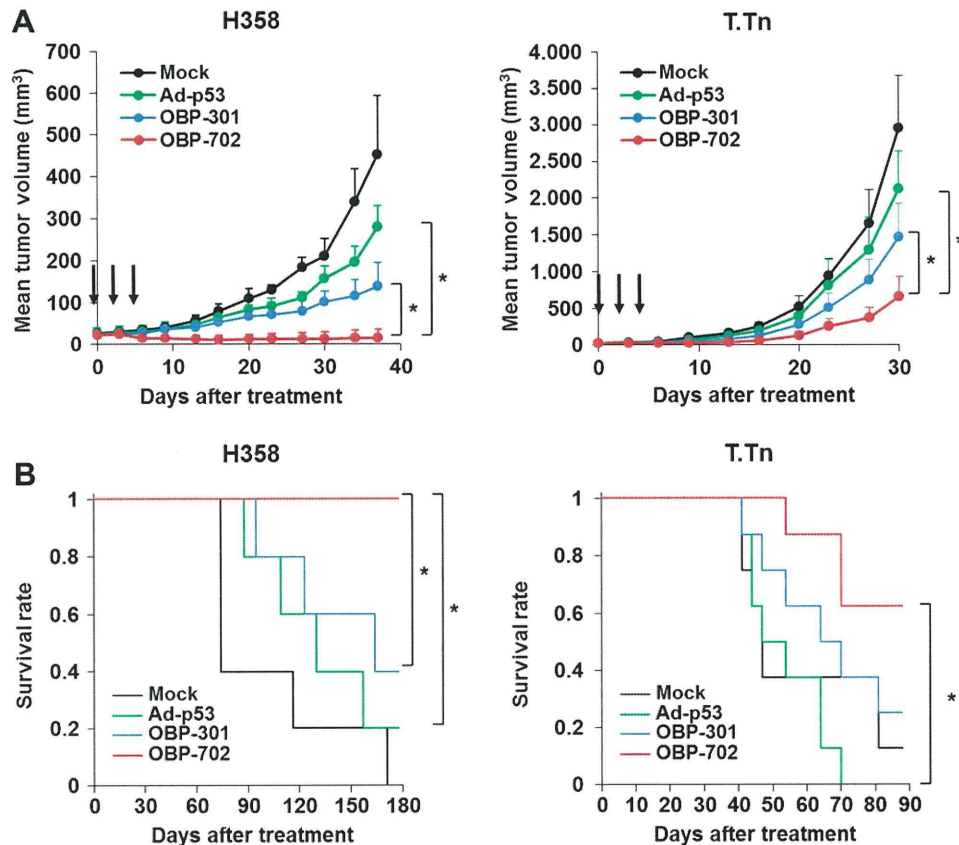 A
H358
Mean tumor volume (mm³)
700
600
500
400
300
200
100
0
Mock
Ad-p53
OBP-301
OBP-702
*
*
0
10
20
30
40
Days after treatment
T.Tn
Mean tumor volume (mm³)
4.000
3.500
3.000
2.500
2.000
1.500
1.000
500
0
Mock
Ad-p53
OBP-301
OBP-702
*
*
0
10
20
30
Days after treatment
B
H358
Survival rate
1
0.8
0.6
0.4
0.2
0
Mock
Ad-p53
OBP-301
OBP-702
*
*
0
30
60
90
120
150
180
Days after treatment
T.Tn
Survival rate
1
0.8
0.6
0.4
0.2
0
Mock
Ad-p53
OBP-301
OBP-702
*
0
10
20
30
40
50
60
70
80
90
Days after treatment